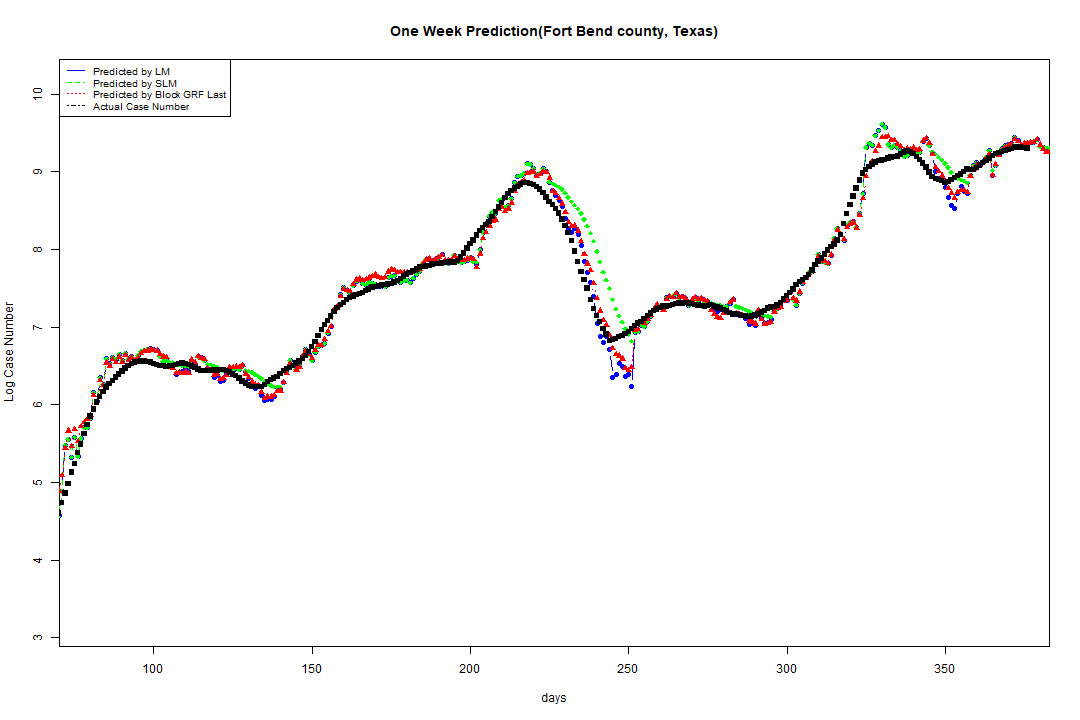 One Week Prediction(Fort Bend county, Texas)
Predicted by LM
Predicted by SLM
Predicted by Block GRF Last
Actual Case Number
Log Case Number
10
9
8
7
6
5
4
3
100 150 200 250 300 350
days